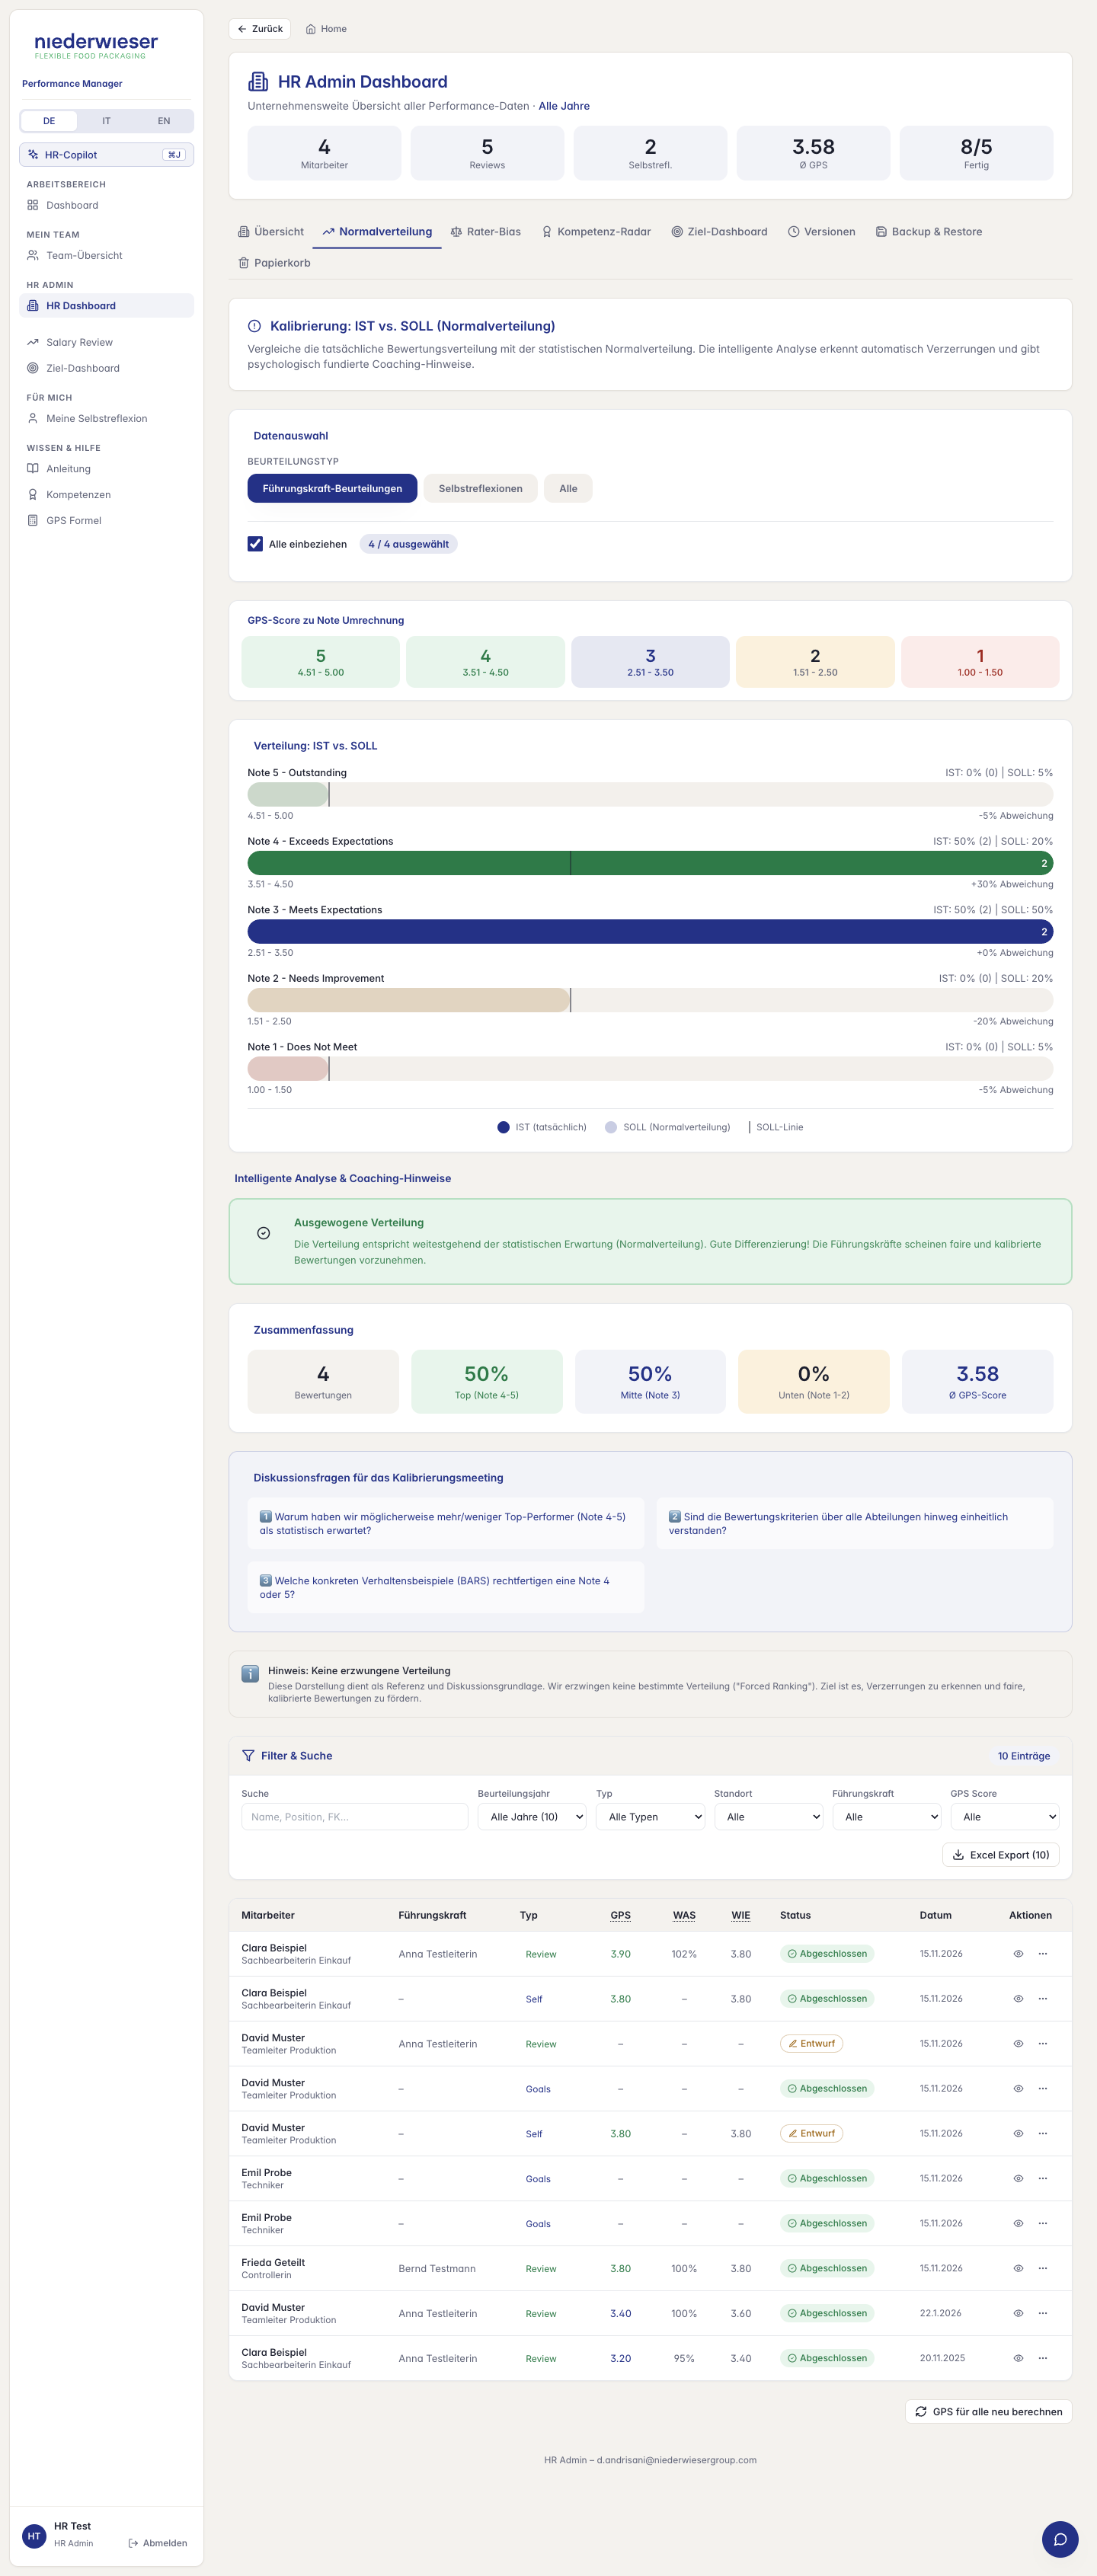 niederwieser
FLEXIBLE FOOD PACKAGING
Performance Manager
DE IT EN
HR-Copilot ⌘J
ARBEITSBEREICH
Dashboard
MEIN TEAM
Team-Übersicht
HR ADMIN
HR Dashboard
Salary Review
Ziel-Dashboard
FÜR MICH
Meine Selbstreflexion
WISSEN & HILFE
Anleitung
Kompetenzen
GPS Formel
HT
HR Test
HR Admin
Abmelden
Zurück Home
HR Admin Dashboard
Unternehmensweite Übersicht aller Performance-Daten · Alle Jahre
4 5 2 3.58 8/5
Mitarbeiter Reviews Selbstrefl. Ø GPS Fertig
Übersicht Normalverteilung Rater-Bias Kompetenz-Radar Ziel-Dashboard Versionen Backup & Restore
Papierkorb
Kalibrierung: IST vs. SOLL (Normalverteilung)
Vergleiche die tatsächliche Bewertungsverteilung mit der statistischen Normalverteilung. Die intelligente Analyse erkennt automatisch Verzerrungen und gibt
psychologisch fundierte Coaching-Hinweise.
Datenauswahl
BEURTEILUNGSTYP
Führungskraft-Beurteilungen Selbstreflexionen Alle
Alle einbeziehen 4 / 4 ausgewählt
GPS-Score zu Note Umrechnung
5 4 3 2 1
4.51 - 5.00 3.51 - 4.50 2.51 - 3.50 1.51 - 2.50 1.00 - 1.50
Verteilung: IST vs. SOLL
Note 5 - Outstanding IST: 0% (0) | SOLL: 5%
4.51 - 5.00 -5% Abweichung
Note 4 - Exceeds Expectations IST: 50% (2) | SOLL: 20%
2
3.51 - 4.50 +30% Abweichung
Note 3 - Meets Expectations IST: 50% (2) | SOLL: 50%
2
2.51 - 3.50 +0% Abweichung
Note 2 - Needs Improvement IST: 0% (0) | SOLL: 20%
1.51 - 2.50 -20% Abweichung
Note 1 - Does Not Meet IST: 0% (0) | SOLL: 5%
1.00 - 1.50 -5% Abweichung
IST (tatsächlich) SOLL (Normalverteilung) SOLL-Linie
Intelligente Analyse & Coaching-Hinweise
Ausgewogene Verteilung
Die Verteilung entspricht weitestgehend der statistischen Erwartung (Normalverteilung). Gute Differenzierung! Die Führungskräfte scheinen faire und kalibrierte
Bewertungen vorzunehmen.
Zusammenfassung
4 50% 50% 0% 3.58
Bewertungen Top (Note 4-5) Mitte (Note 3) Unten (Note 1-2) Ø GPS-Score
Diskussionsfragen für das Kalibrierungsmeeting
1 Warum haben wir möglicherweise mehr/weniger Top-Performer (Note 4-5)
als statistisch erwartet?
2 Sind die Bewertungskriterien über alle Abteilungen hinweg einheitlich
verstanden?
3 Welche konkreten Verhaltensbeispiele (BARS) rechtfertigen eine Note 4
oder 5?
Hinweis: Keine erzwungene Verteilung
Diese Darstellung dient als Referenz und Diskussionsgrundlage. Wir erzwingen keine bestimmte Verteilung ("Forced Ranking"). Ziel ist es, Verzerrungen zu erkennen und faire,
kalibrierte Bewertungen zu fördern.
Filter & Suche 10 Einträge
Suche Beurteilungsjahr Typ Standort Führungskraft GPS Score
Name, Position, FK... Alle Jahre (10) Alle Typen Alle Alle Alle
Excel Export (10)
Mitarbeiter Führungskraft Typ GPS WAS WIE Status Datum Aktionen
Clara Beispiel
Sachbearbeiterin Einkauf Anna Testleiterin Review 3.90 102% 3.80 Abgeschlossen 15.11.2026
Clara Beispiel
Sachbearbeiterin Einkauf – Self 3.80 – 3.80 Abgeschlossen 15.11.2026
David Muster
Teamleiter Produktion Anna Testleiterin Review – – – Entwurf 15.11.2026
David Muster
Teamleiter Produktion – Goals – – – Abgeschlossen 15.11.2026
David Muster
Teamleiter Produktion – Self 3.80 – 3.80 Entwurf 15.11.2026
Emil Probe
Techniker – Goals – – – Abgeschlossen 15.11.2026
Emil Probe
Techniker – Goals – – – Abgeschlossen 15.11.2026
Frieda Geteilt
Controllerin Bernd Testmann Review 3.80 100% 3.80 Abgeschlossen 15.11.2026
David Muster
Teamleiter Produktion Anna Testleiterin Review 3.40 100% 3.60 Abgeschlossen 22.1.2026
Clara Beispiel
Sachbearbeiterin Einkauf Anna Testleiterin Review 3.20 95% 3.40 Abgeschlossen 20.11.2025
GPS für alle neu berechnen
HR Admin – d.andrisani@niederwiesergroup.com